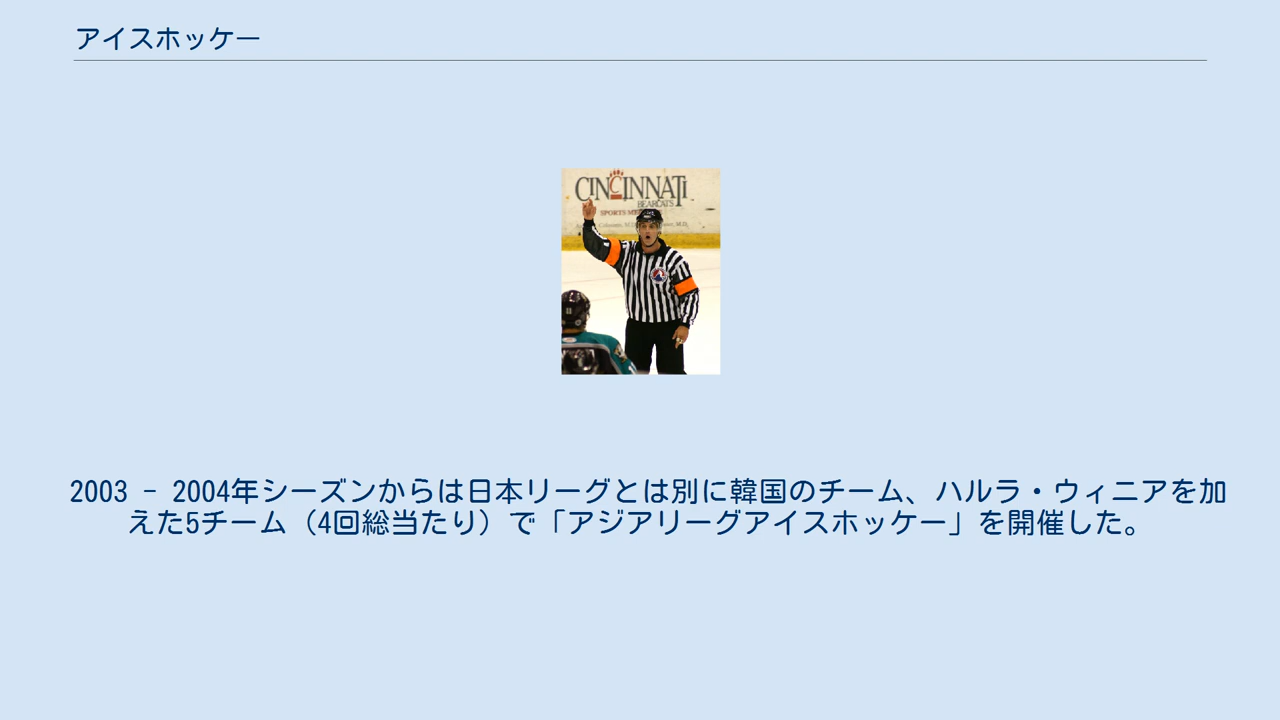 アイスホッケー
CINCINNATI
BEARCATS
2003 - 2004年シーズンからは日本リーグとは別に韓国のチーム、ハルラ・ウィニアを加
えた5チーム（4回総当たり）で「アジアリーグアイスホッケー」を開催した。